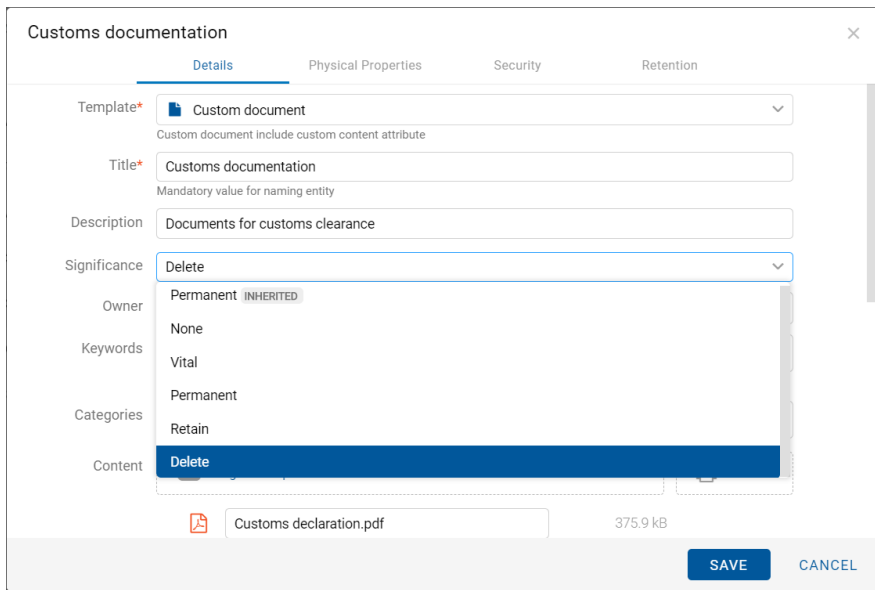 Customs documentation
Details Physical Properties Security Retention
Template* Custom document
Custom document include custom content attribute
Title* Customs documentation
Mandatory value for naming entity
Description Documents for customs clearance
Significance Delete
Permanent INHERITED
Owner
None
Keywords
Vital
Permanent
Categories
Retain
Content
Delete
Customs declaration.pdf 375.9 kB
SAVE CANCEL